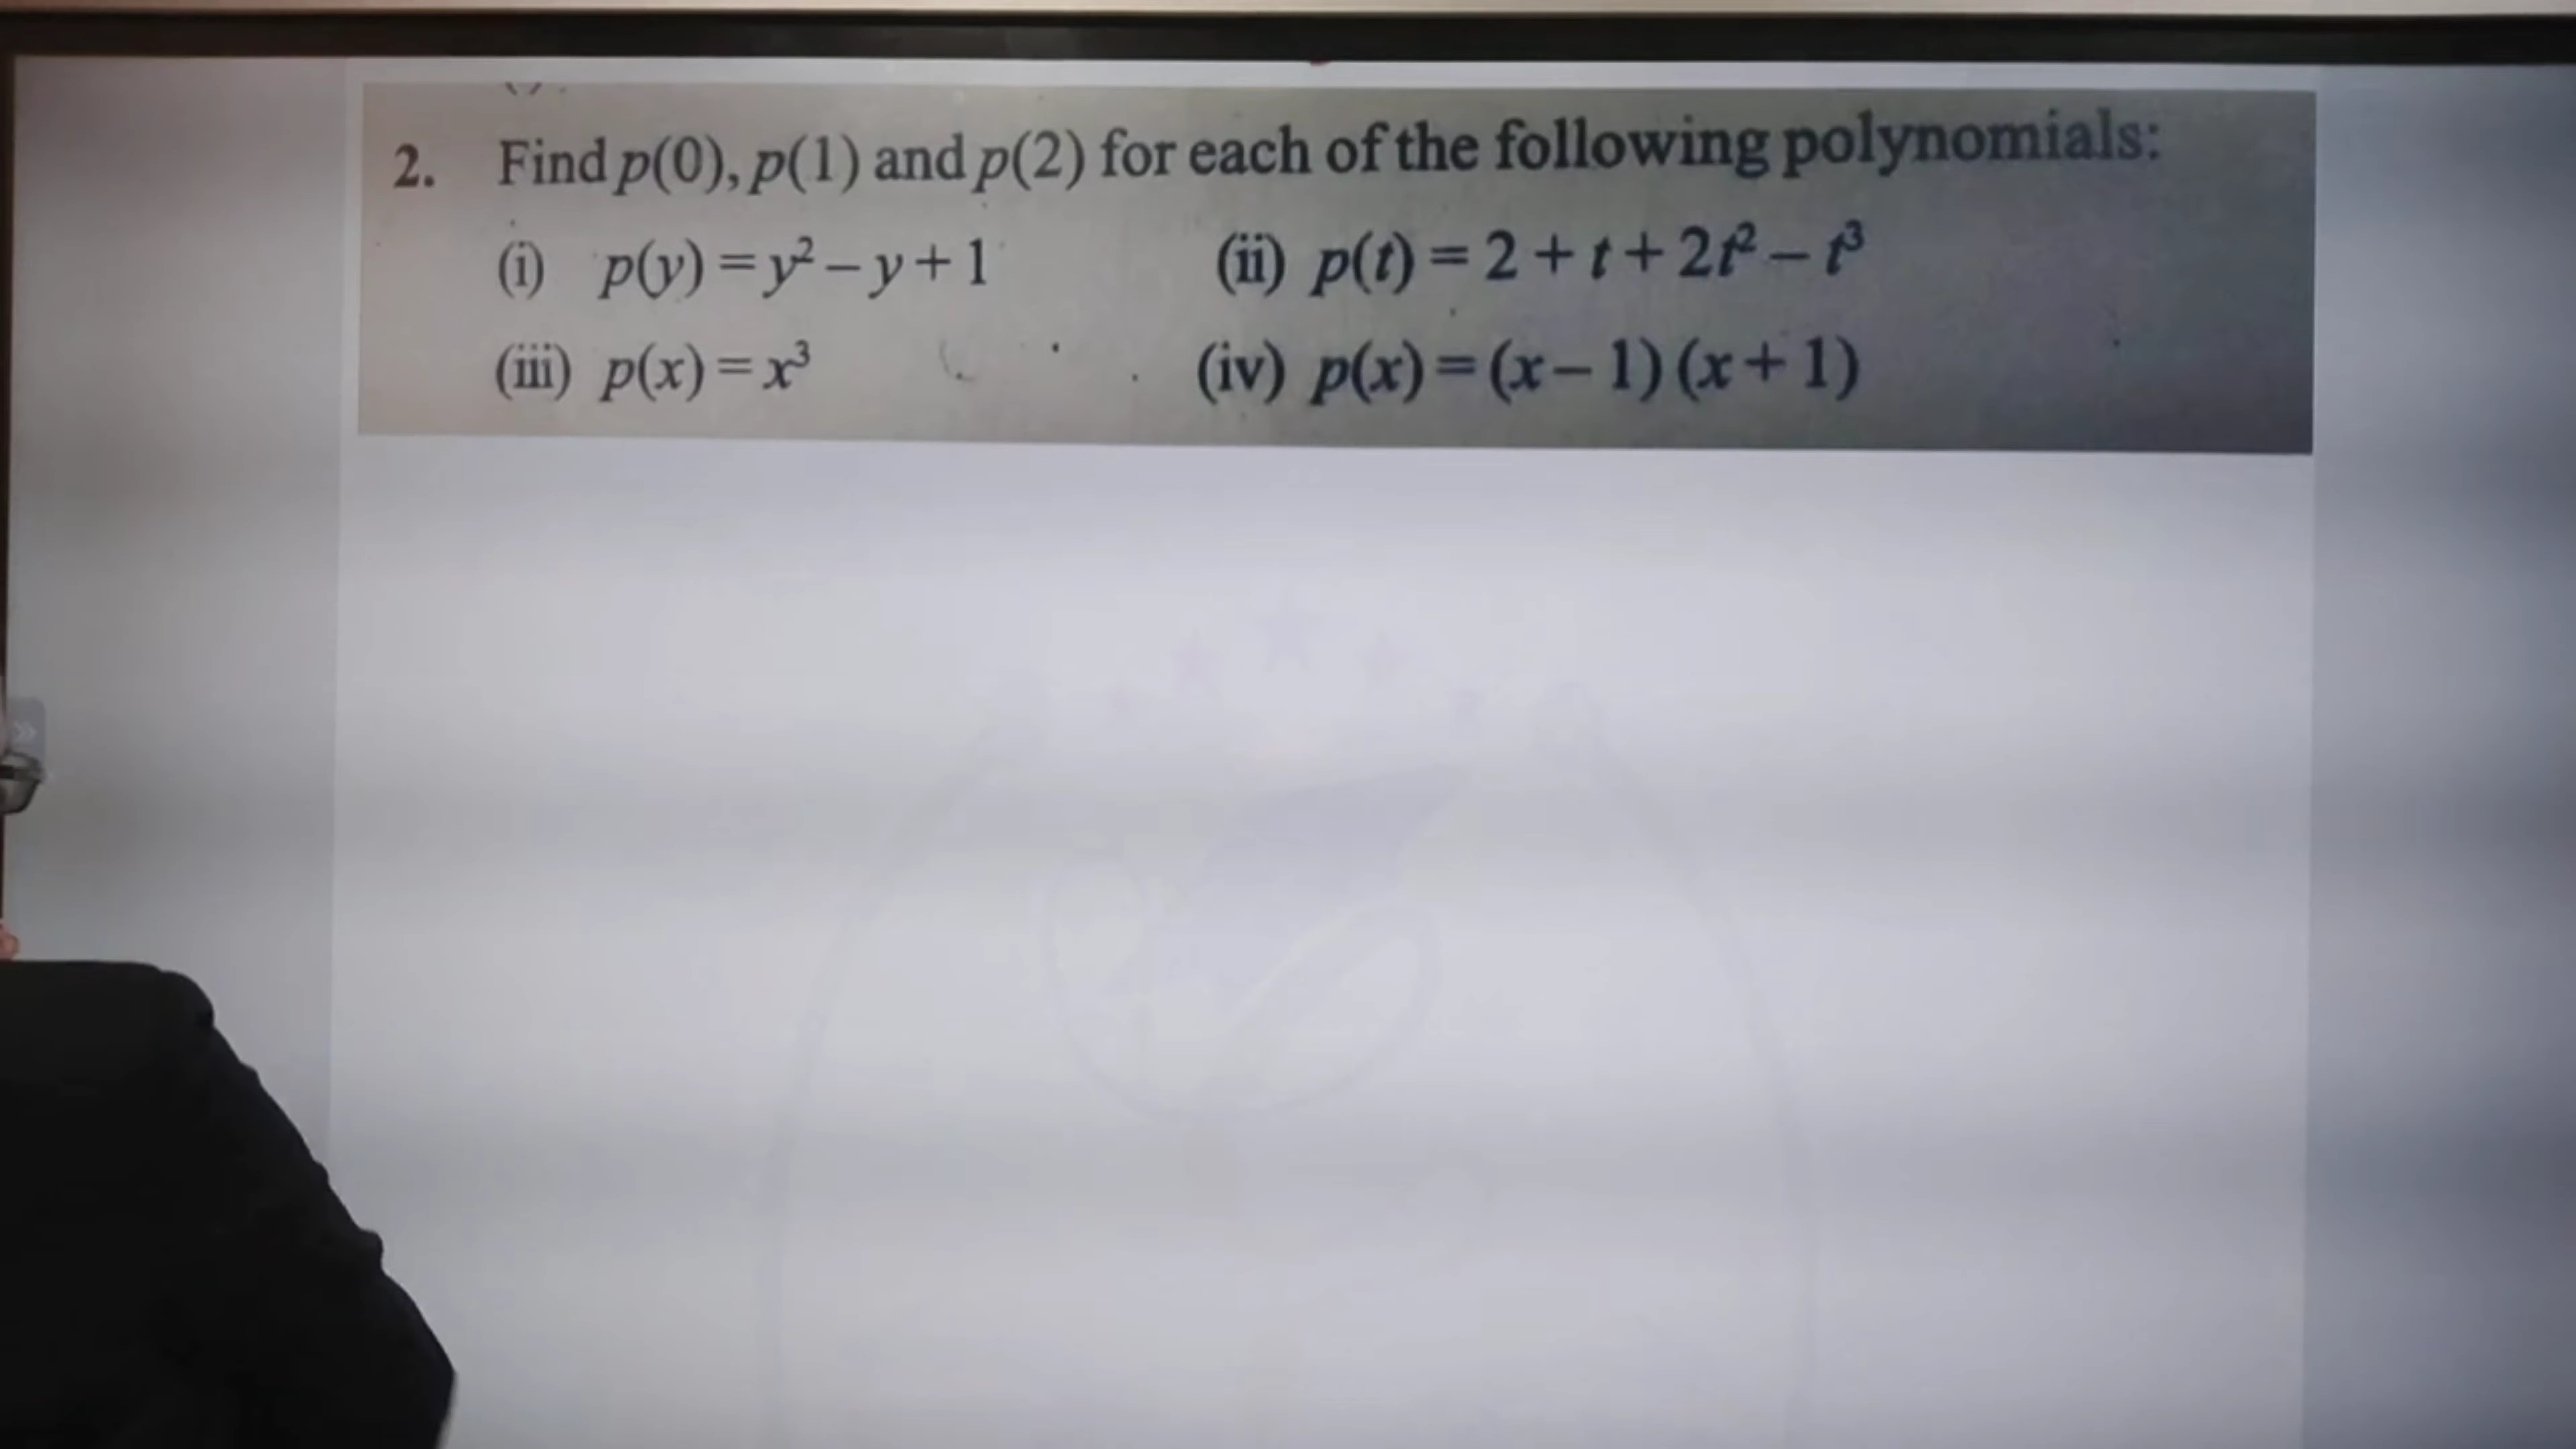 2. Find p(0), p(1) and p(2) for each of the following polynomials:
(i) p(y) = y² – y + 1 (ii) p(t) = 2 + t + 2t² – t³
(iii) p(x) = x³ (iv) p(x) = (x – 1) (x + 1)